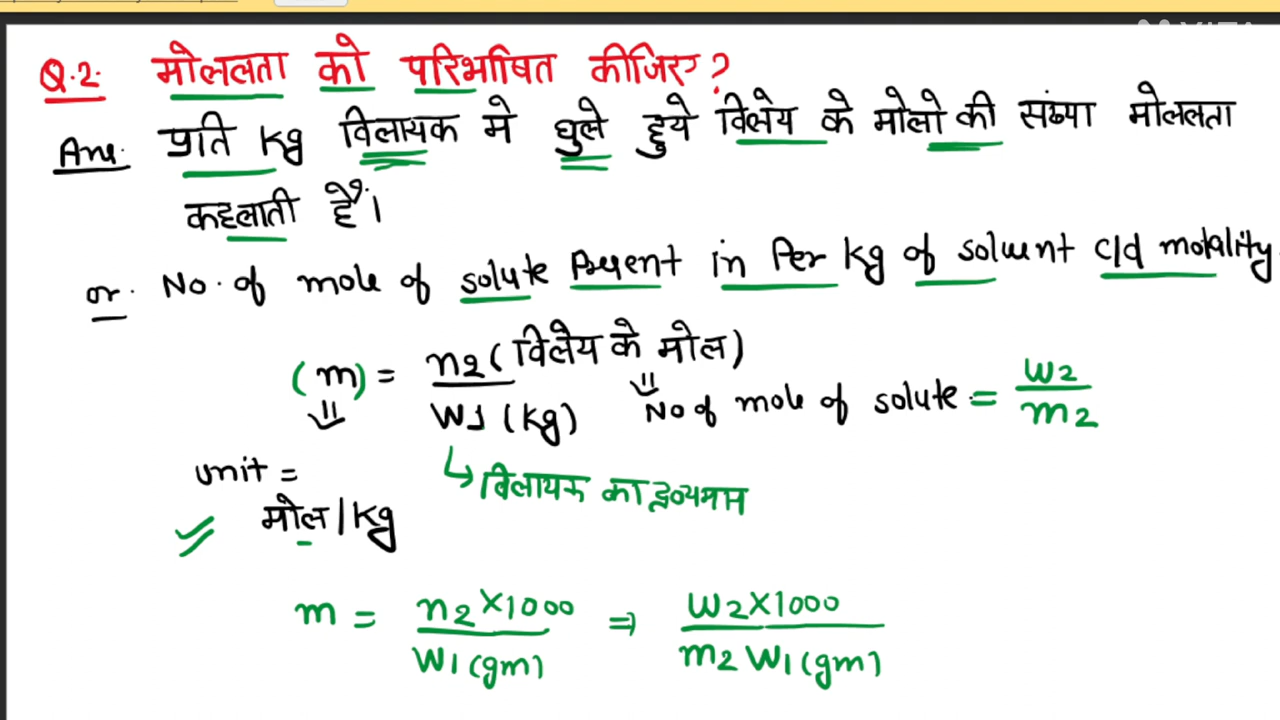 Q.2. मोललता को परिभाषित कीजिए?
Ans. प्रति kg विलायक मे घुले हुये विलेय के मोलो की संख्या मोललता
कहलाती है।
or. No. of mole of solute Present in Per kg of solvent c/d molality
(m) = n2 (विलेय के मोल) / W1 (kg)
No of mole of solute = w2 / m2
unit =
विलायक का द्रव्यमान
मोल/kg
m = n2 × 1000 / W1 (gm) ⇒ w2 × 1000 / m2 W1 (gm)